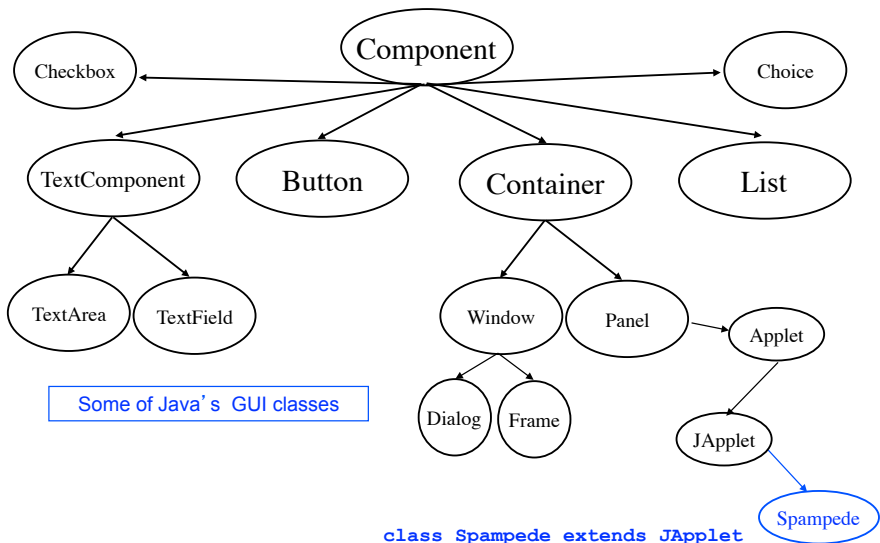 Component
Checkbox
Choice
TextComponent
Button
Container
List
TextArea
TextField
Window
Panel
Applet
Some of Java’s GUI classes
Dialog
Frame
JApplet
Spampede
class Spampede extends JApplet